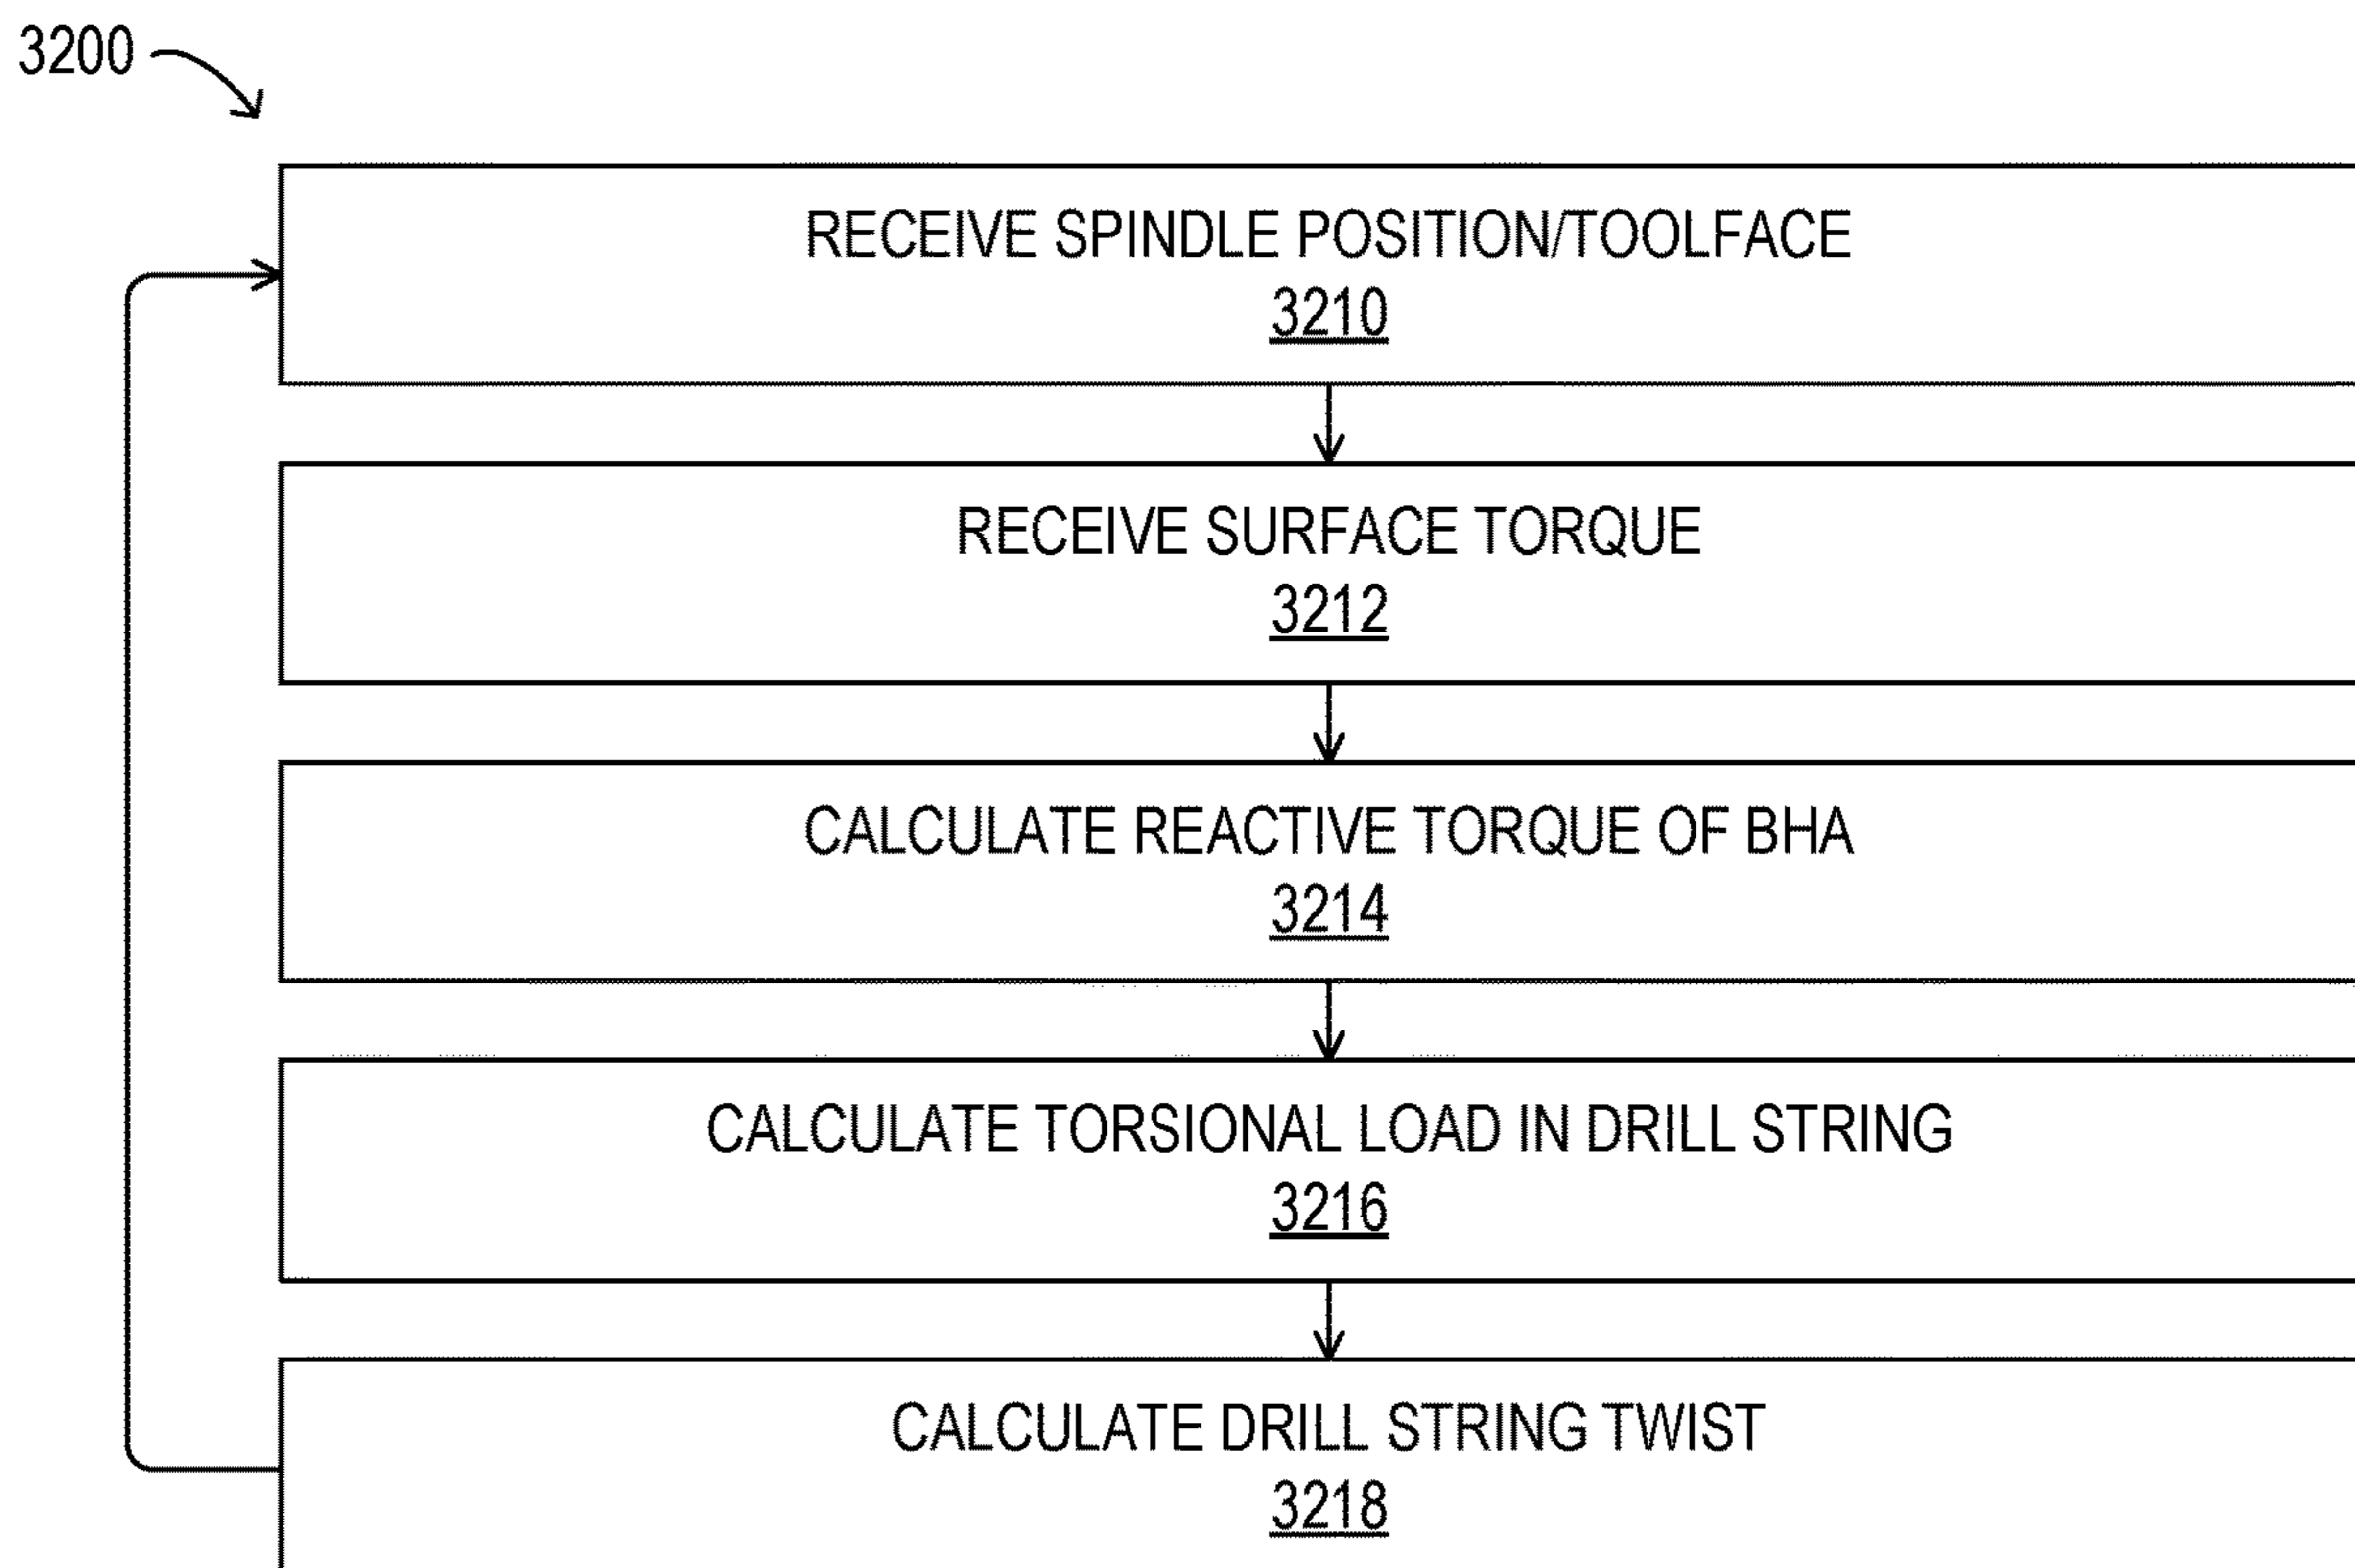 3200
RECEIVE SPINDLE POSITION/TOOLFACE
3210
RECEIVE SURFACE TORQUE
3212
CALCULATE REACTIVE TORQUE OF BHA
3214
CALCULATE TORSIONAL LOAD IN DRILL STRING
3216
CALCULATE DRILL STRING TWIST
3218